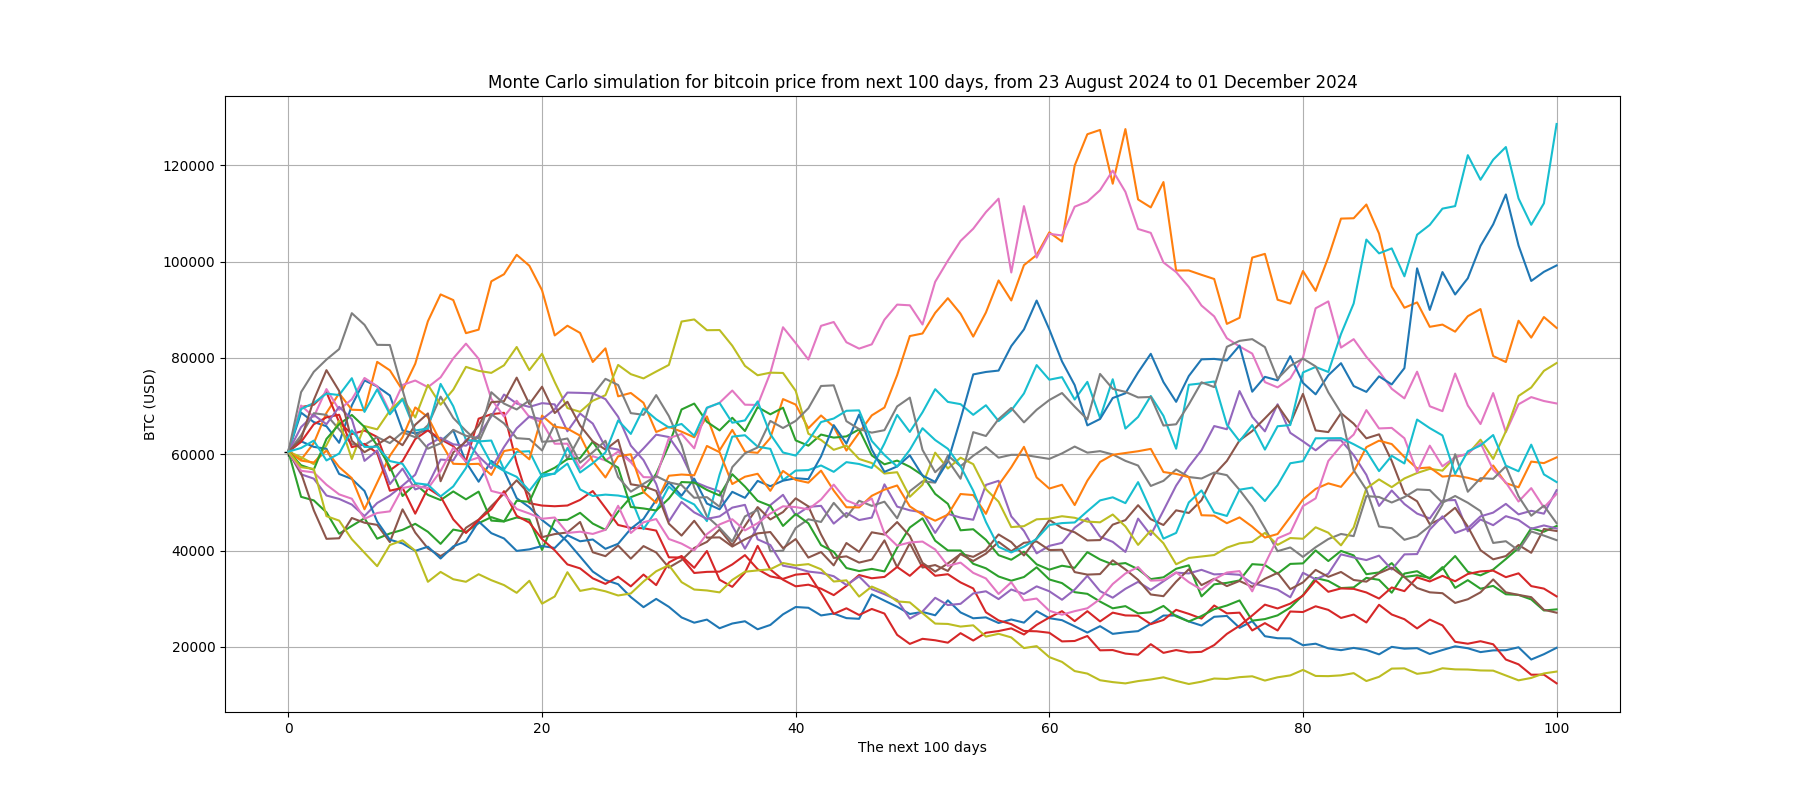 Monte Carlo simulation for bitcoin price from next 100 days, from 23 August 2024 to 01 December 2024
120000
100000
80000
60000
40000
20000
BTC (USD)
0 20 40 60 80 100
The next 100 days